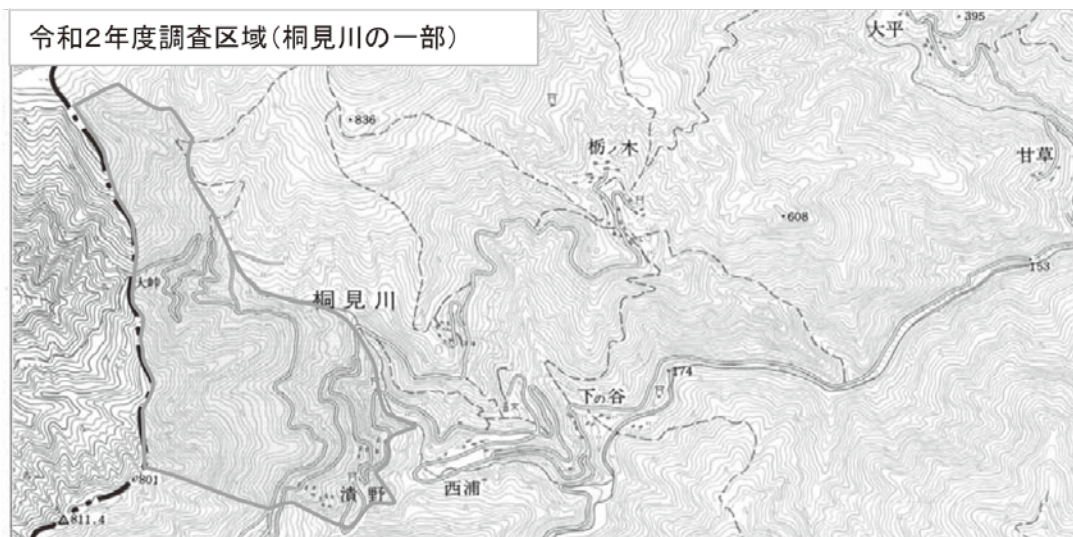 令和2年度調査区域(桐見川の一部)
大平
・395
・836
栃ノ木
甘草
・608
153
大峠
桐見川
174
下の谷
・801
漬野
西浦
△811.4